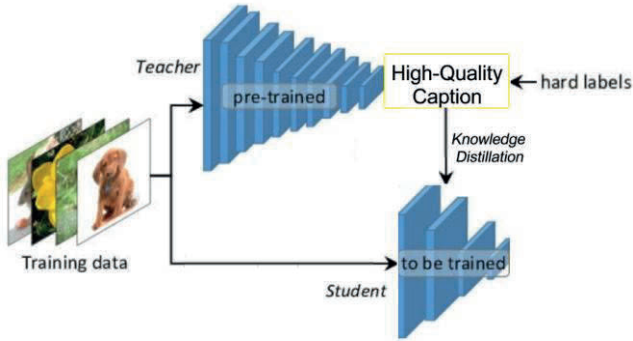 Teacher
pre-trained
High-Quality
Caption
hard labels
Knowledge
Distillation
Training data
to be trained
Student